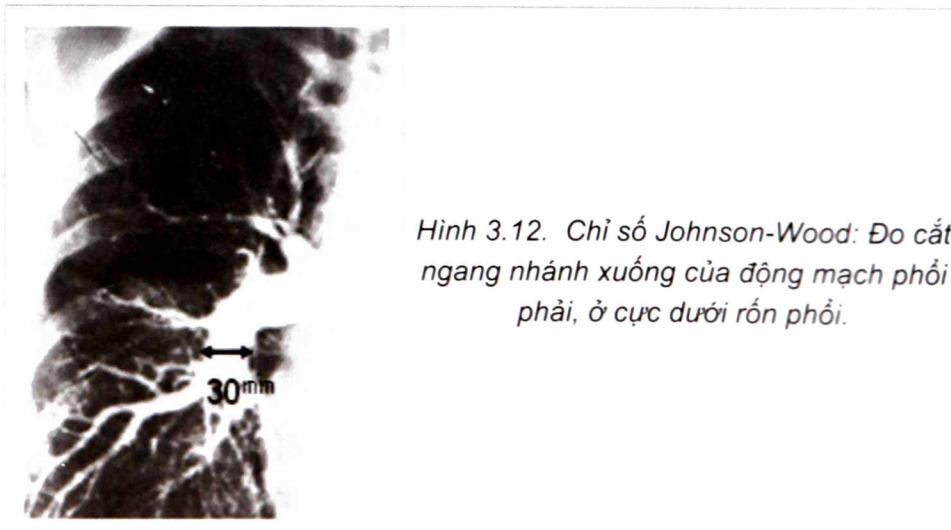 30mm
Hình 3.12. Chỉ số Johnson-Wood: Đo cắt
ngang nhánh xuống của động mạch phổi
phải, ở cực dưới rốn phổi.